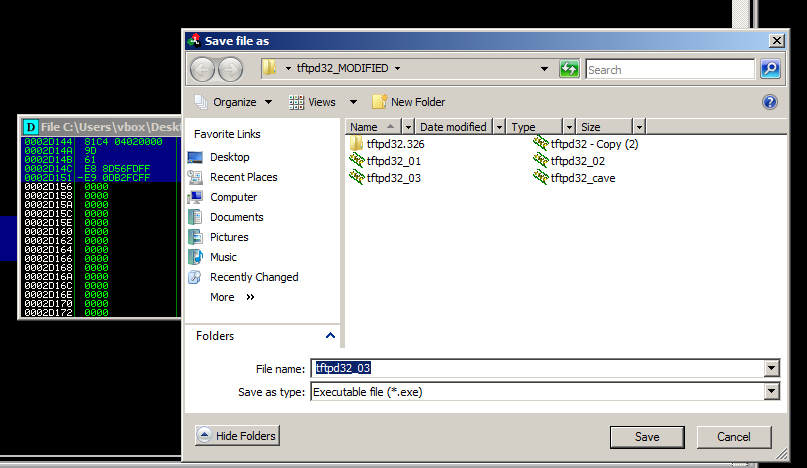 Save file as
tftpd32_MODIFIED
Search
Organize Views New Folder
Name Date modified Type Size
Favorite Links
Desktop
Recent Places
Computer
Documents
Pictures
Music
Recently Changed
More »
Folders
tftpd32.326 tftpd32 - Copy (2)
tftpd32_01 tftpd32_02
tftpd32_03 tftpd32_cave
File name: tftpd32_03
Save as type: Executable file (*.exe)
Hide Folders Save Cancel
D File C:\Users\vbox\Deskt
0002D144 81C4 04020000
0002D14A 9D
0002D14B 61
0002D14C E8 8D56FDFF
0002D151 -E9 0DB2FCFF
0002D156 0000
0002D158 0000
0002D15A 0000
0002D15C 0000
0002D15E 0000
0002D160 0000
0002D162 0000
0002D164 0000
0002D166 0000
0002D168 0000
0002D16A 0000
0002D16C 0000
0002D16E 0000
0002D170 0000
0002D172 0000